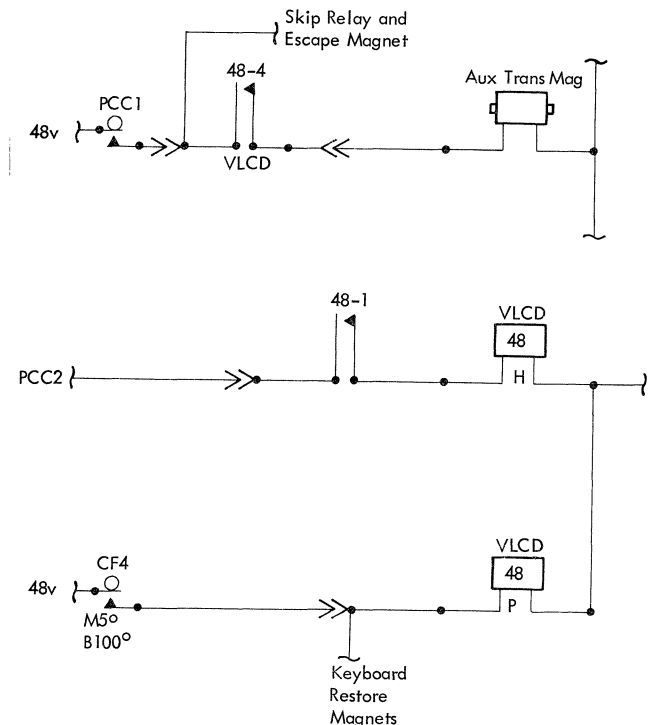 Skip Relay and
Escape Magnet
48-4
Aux Trans Mag
PCC1
48v
VLCD
48-1
VLCD
48
PCC2
H
VLCD
CF4
48
48v
P
M5°
B100°
Keyboard
Restore
Magnets